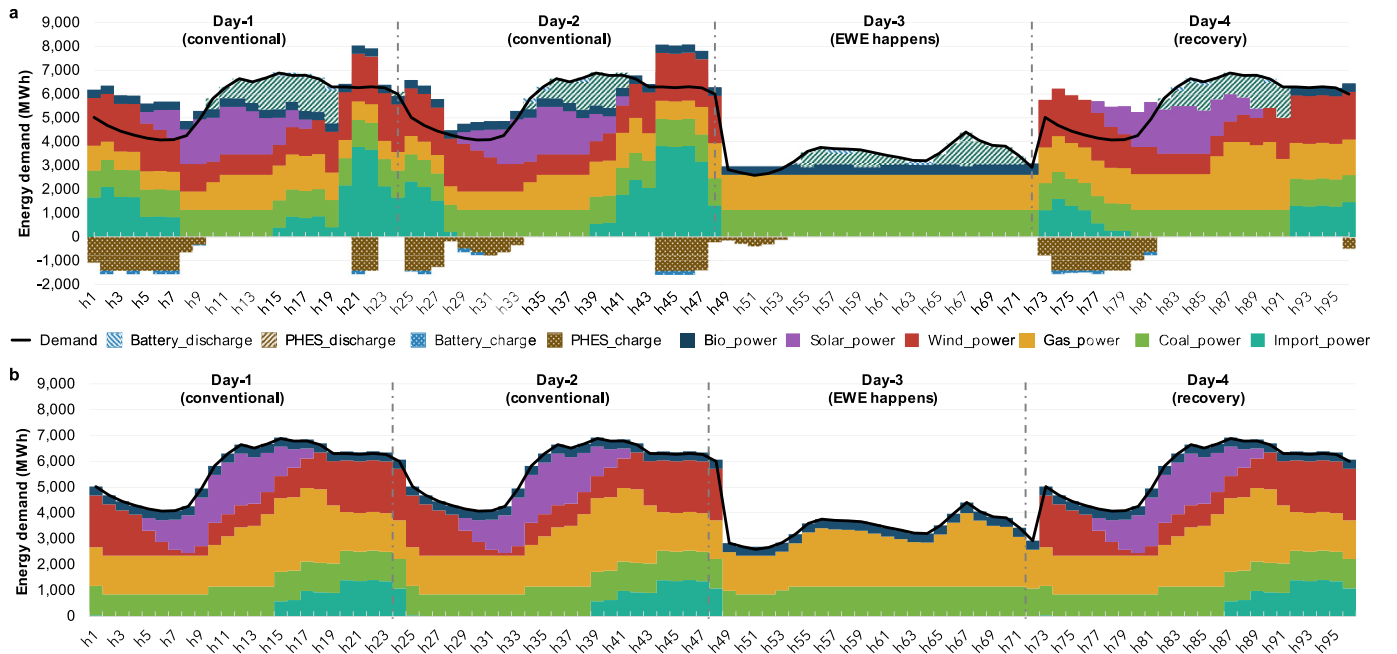 a
Day-1
(conventional)
Day-2
(conventional)
Day-3
(EWE happens)
Day-4
(recovery)
Energy demand (MWh)
9,000
8,000
7,000
6,000
5,000
4,000
3,000
2,000
1,000
0
-1,000
-2,000
h1 h3 h5 h7 h9 h11 h13 h15 h17 h19 h21 h23 h25 h27 h29 h31 h33 h35 h37 h39 h41 h43 h45 h47 h49 h51 h53 h55 h57 h59 h61 h63 h65 h67 h69 h71 h73 h75 h77 h79 h81 h83 h85 h87 h89 h91 h93 h95
Demand Battery_discharge PHES_discharge Battery_charge PHES_charge Bio_power Solar_power Wind_power Gas_power Coal_power Import_power
b
Day-1
(conventional)
Day-2
(conventional)
Day-3
(EWE happens)
Day-4
(recovery)
Energy demand (MWh)
9,000
8,000
7,000
6,000
5,000
4,000
3,000
2,000
1,000
0
h1 h3 h5 h7 h9 h11 h13 h15 h17 h19 h21 h23 h25 h27 h29 h31 h33 h35 h37 h39 h41 h43 h45 h47 h49 h51 h53 h55 h57 h59 h61 h63 h65 h67 h69 h71 h73 h75 h77 h79 h81 h83 h85 h87 h89 h91 h93 h95